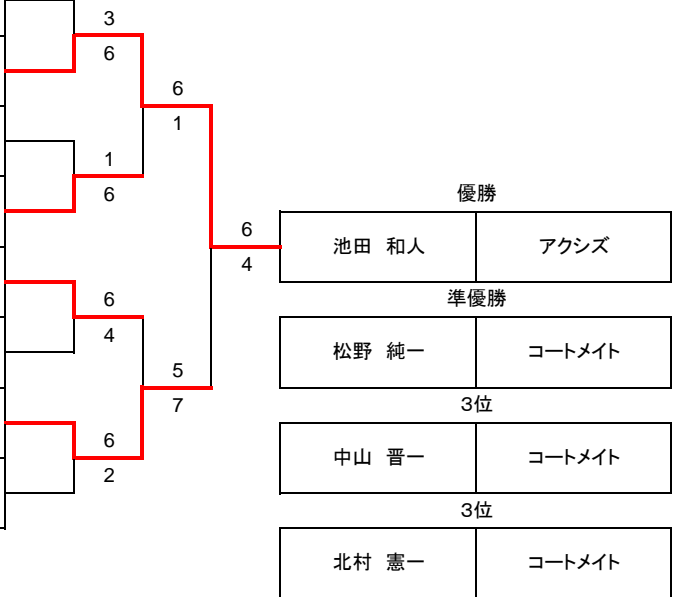 3
6
6
1
1
6
優勝
6
4
池田 和人 アクシズ
準優勝
6
4
松野 純一 コートメイト
5
7
3位
6
2
中山 晋一 コートメイト
3位
北村 憲一 コートメイト